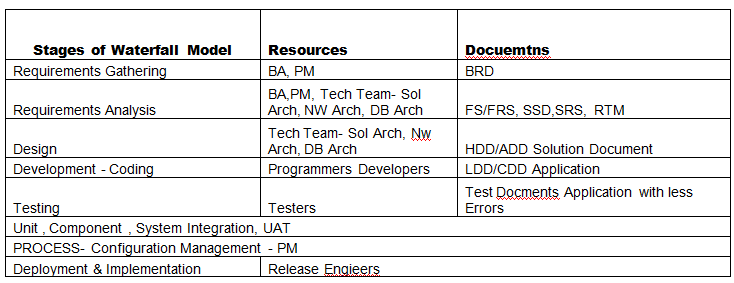 Stages of Waterfall Model Resources Docuemtns
Requirements Gathering BA, PM BRD
BA,PM, Tech Team- Sol
Requirements Analysis Arch, NW Arch, DB Arch FS/FRS, SSD,SRS, RTM
Tech Team- Sol Arch, Nw
Design Arch, DB Arch HDD/ADD Solution Document
Development - Coding Programmers Developers LDD/CDD Application
Test Docments Application with less
Testing Testers Errors
Unit , Component , System Integration, UAT
PROCESS- Configuration Management - PM
Deployment & Implementation Release Engieers